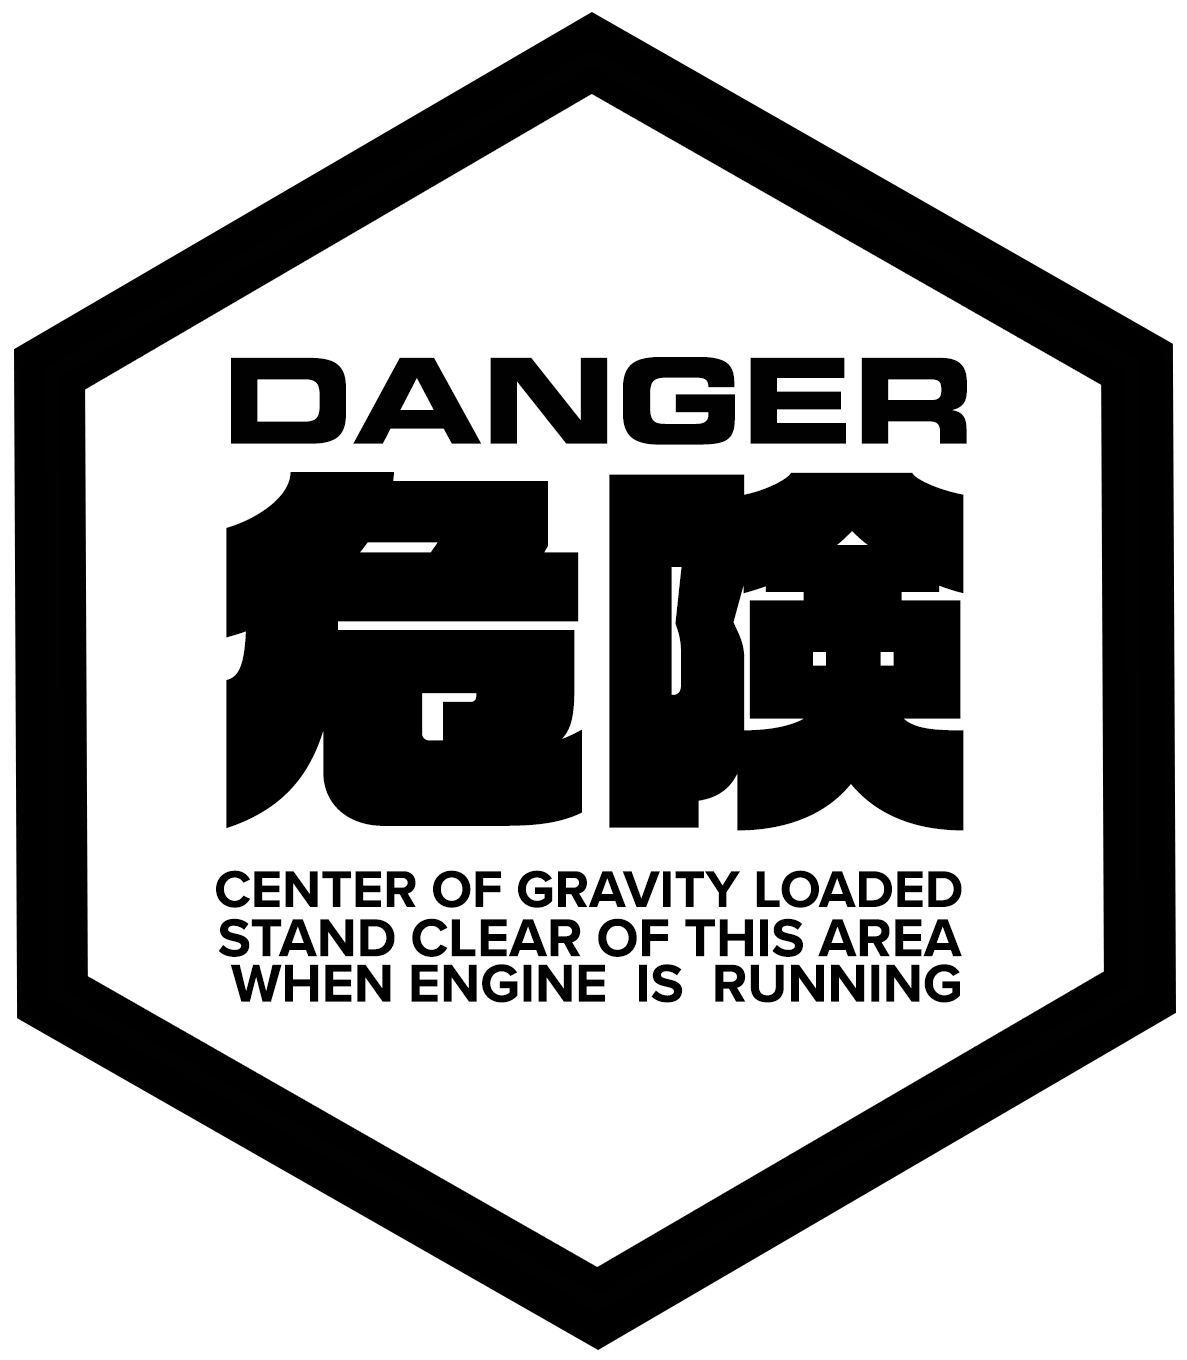 DANGER
危険
CENTER OF GRAVITY LOADED
STAND CLEAR OF THIS AREA
WHEN ENGINE IS RUNNING